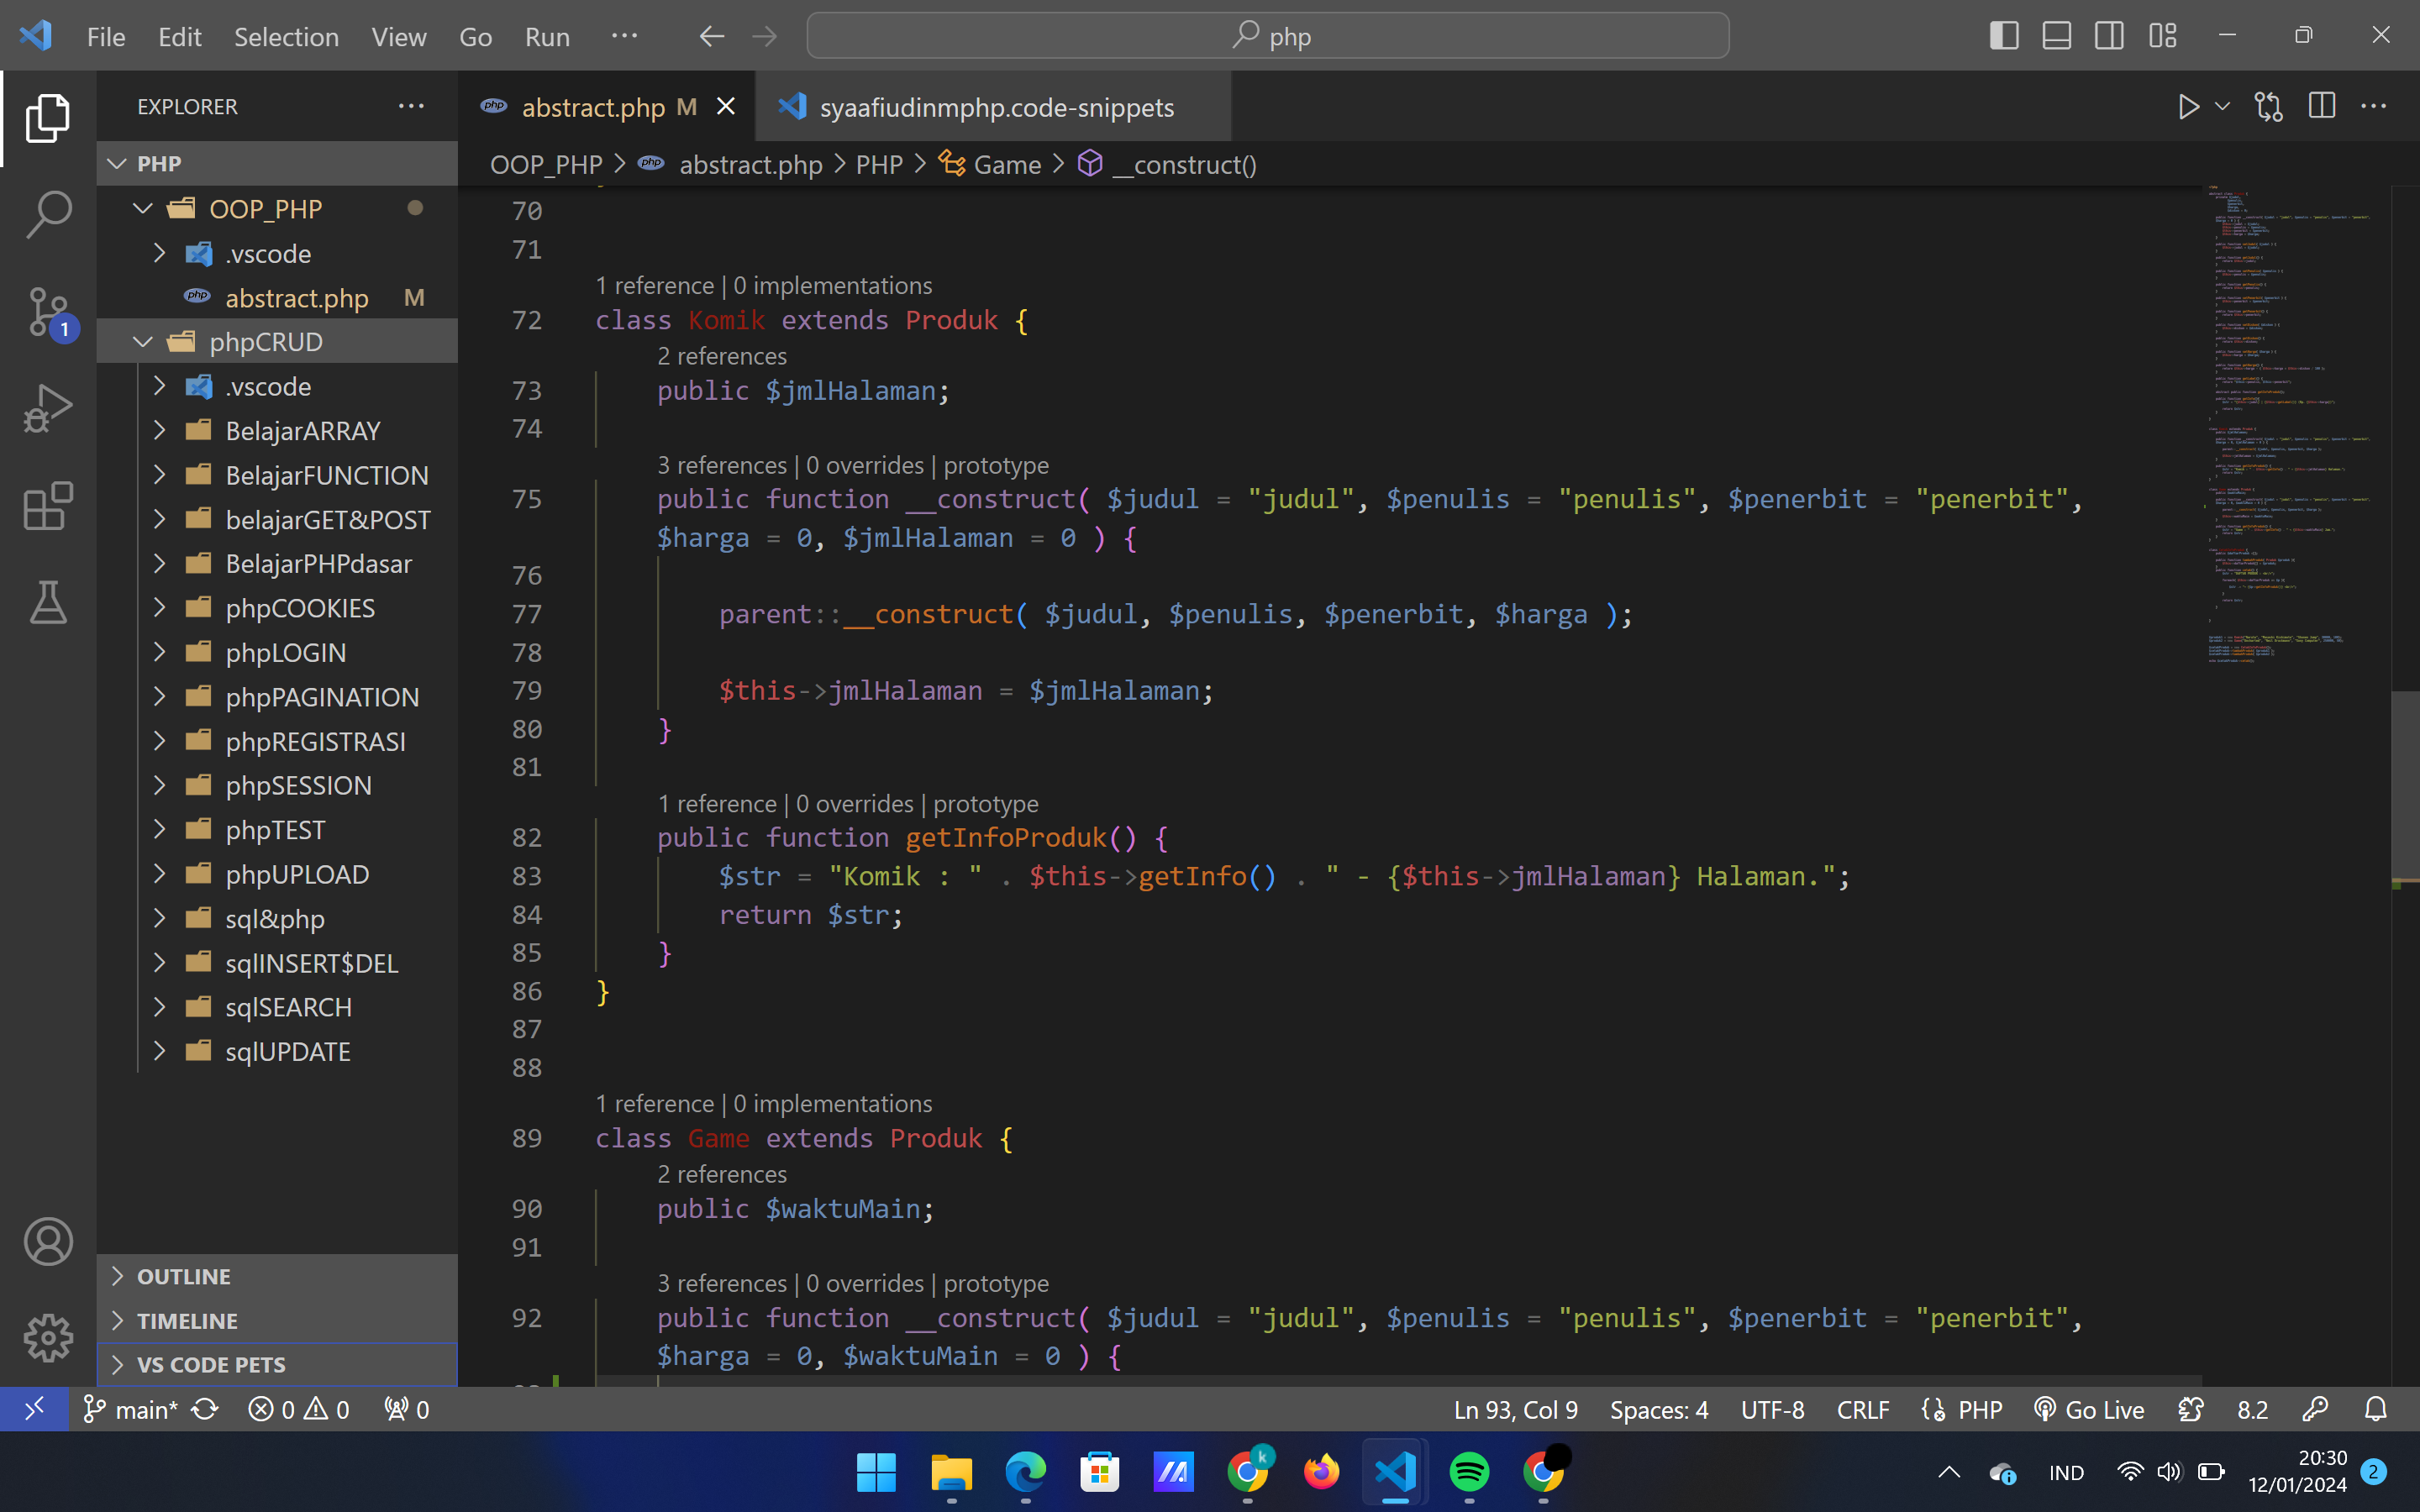 File Edit Selection View Go Run ··· php
EXPLORER ···
php abstract.php M
syaafiudinmphp.code-snippets
OOP_PHP > php abstract.php > PHP > Game > __construct()
PHP
OOP_PHP
.vscode
php abstract.php M
phpCRUD
.vscode
BelajarARRAY
BelajarFUNCTION
belajarGET&POST
BelajarPHPdasar
phpCOOKIES
phpLOGIN
phpPAGINATION
phpREGISTRASI
phpSESSION
phpTEST
phpUPLOAD
sql&php
sqlINSERT$DEL
sqlSEARCH
sqlUPDATE
OUTLINE
TIMELINE
VS CODE PETS
1
70
71
1 reference | 0 implementations
72 class Komik extends Produk {
2 references
73 public $jmlHalaman;
74
3 references | 0 overrides | prototype
75 public function __construct( $judul = "judul", $penulis = "penulis", $penerbit = "penerbit",
$harga = 0, $jmlHalaman = 0 ) {
76
77 parent::__construct( $judul, $penulis, $penerbit, $harga );
78
79 $this->jmlHalaman = $jmlHalaman;
80 }
81
1 reference | 0 overrides | prototype
82 public function getInfoProduk() {
83 $str = "Komik : " . $this->getInfo() . " - {$this->jmlHalaman} Halaman.";
84 return $str;
85 }
86 }
87
88
1 reference | 0 implementations
89 class Game extends Produk {
2 references
90 public $waktuMain;
91
3 references | 0 overrides | prototype
92 public function __construct( $judul = "judul", $penulis = "penulis", $penerbit = "penerbit",
$harga = 0, $waktuMain = 0 ) {
main* 0 0 0 Ln 93, Col 9 Spaces: 4 UTF-8 CRLF PHP Go Live 8.2
k
IND
20:30
12/01/2024
2